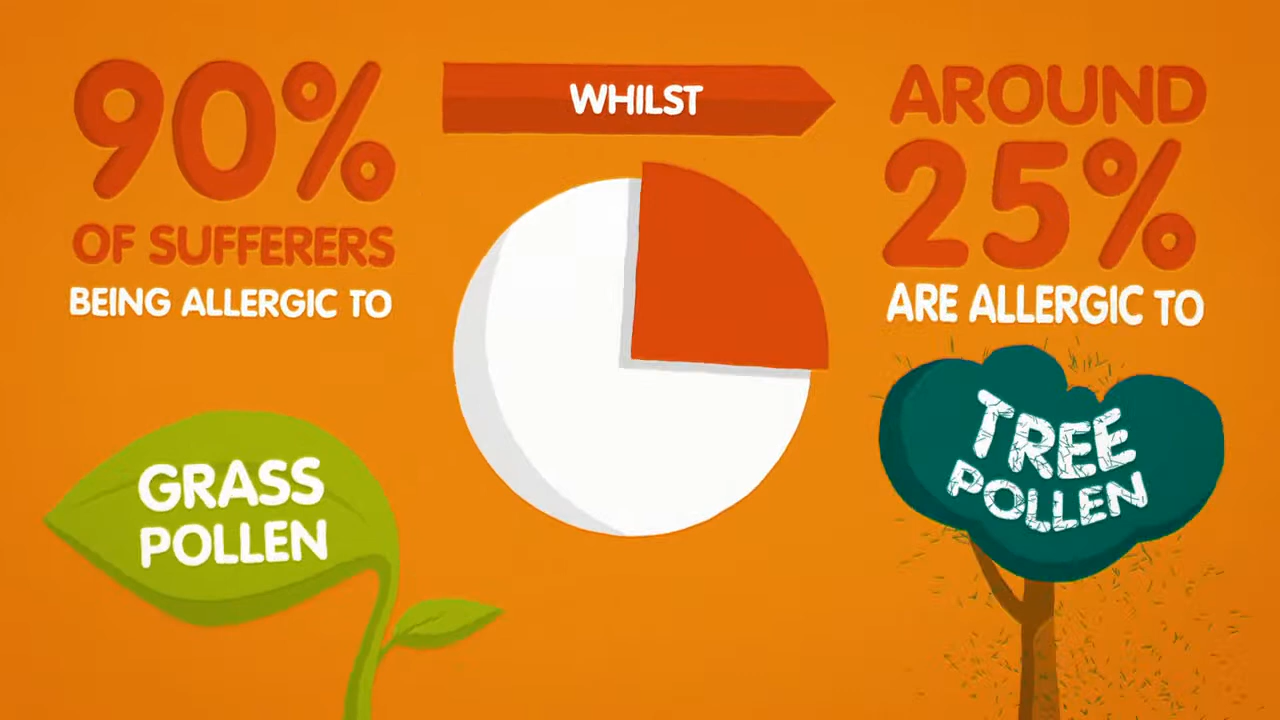 90%
OF SUFFERERS
BEING ALLERGIC TO
GRASS
POLLEN
WHILST
AROUND
25%
ARE ALLERGIC TO
TREE
POLLEN